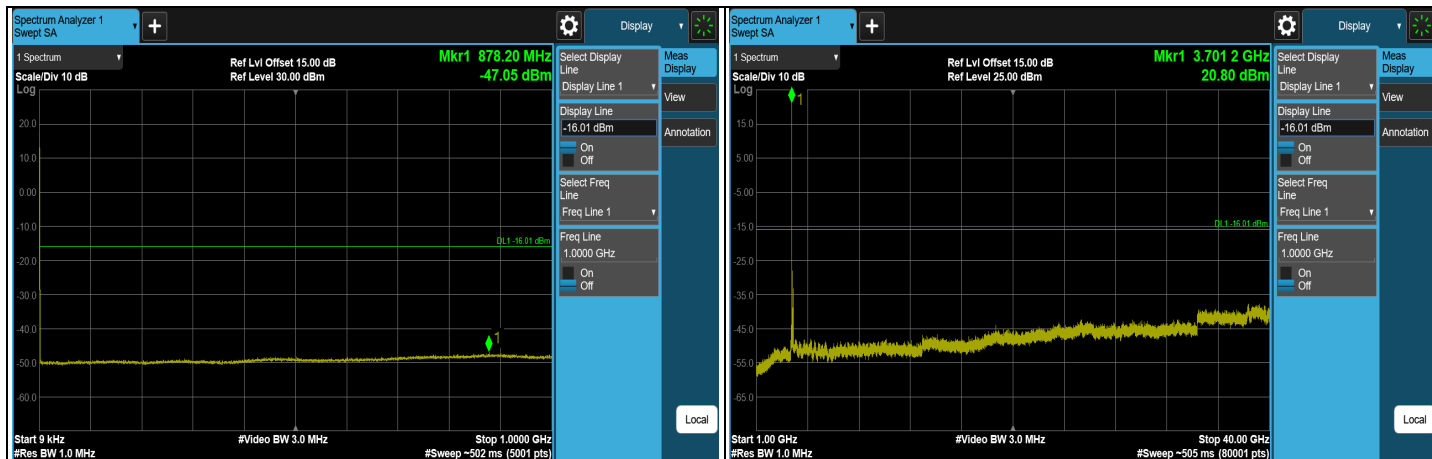 Spectrum Analyzer 1
Swept SA
+
Display
1 Spectrum
Ref Lvl Offset 15.00 dB
Mkr1 878.20 MHz
Scale/Div 10 dB
Ref Level 30.00 dBm
-47.05 dBm
Log
1
20.0
10.0
0.00
-10.0
DL1 -16.01 dBm
-20.0
-30.0
-40.0
-50.0
-60.0
Start 9 kHz
#Video BW 3.0 MHz
Stop 1.0000 GHz
#Res BW 1.0 MHz
#Sweep ~502 ms (5001 pts)
Select Display
Line
Display Line 1
Display Line
-16.01 dBm
On
Off
Select Freq
Line
Freq Line 1
Freq Line
1.0000 GHz
On
Off
Meas
Display
View
Annotation
Local
Spectrum Analyzer 1
Swept SA
+
Display
1 Spectrum
Ref Lvl Offset 15.00 dB
Mkr1 3.701 2 GHz
Scale/Div 10 dB
Ref Level 25.00 dBm
20.80 dBm
Log
1
15.0
5.00
-5.00
-15.0
DL1 -16.01 dBm
-25.0
-35.0
-45.0
-55.0
-65.0
Start 1.00 GHz
#Video BW 3.0 MHz
Stop 40.00 GHz
#Res BW 1.0 MHz
#Sweep ~505 ms (80001 pts)
Select Display
Line
Display Line 1
Display Line
-16.01 dBm
On
Off
Select Freq
Line
Freq Line 1
Freq Line
1.0000 GHz
On
Off
Meas
Display
View
Annotation
Local